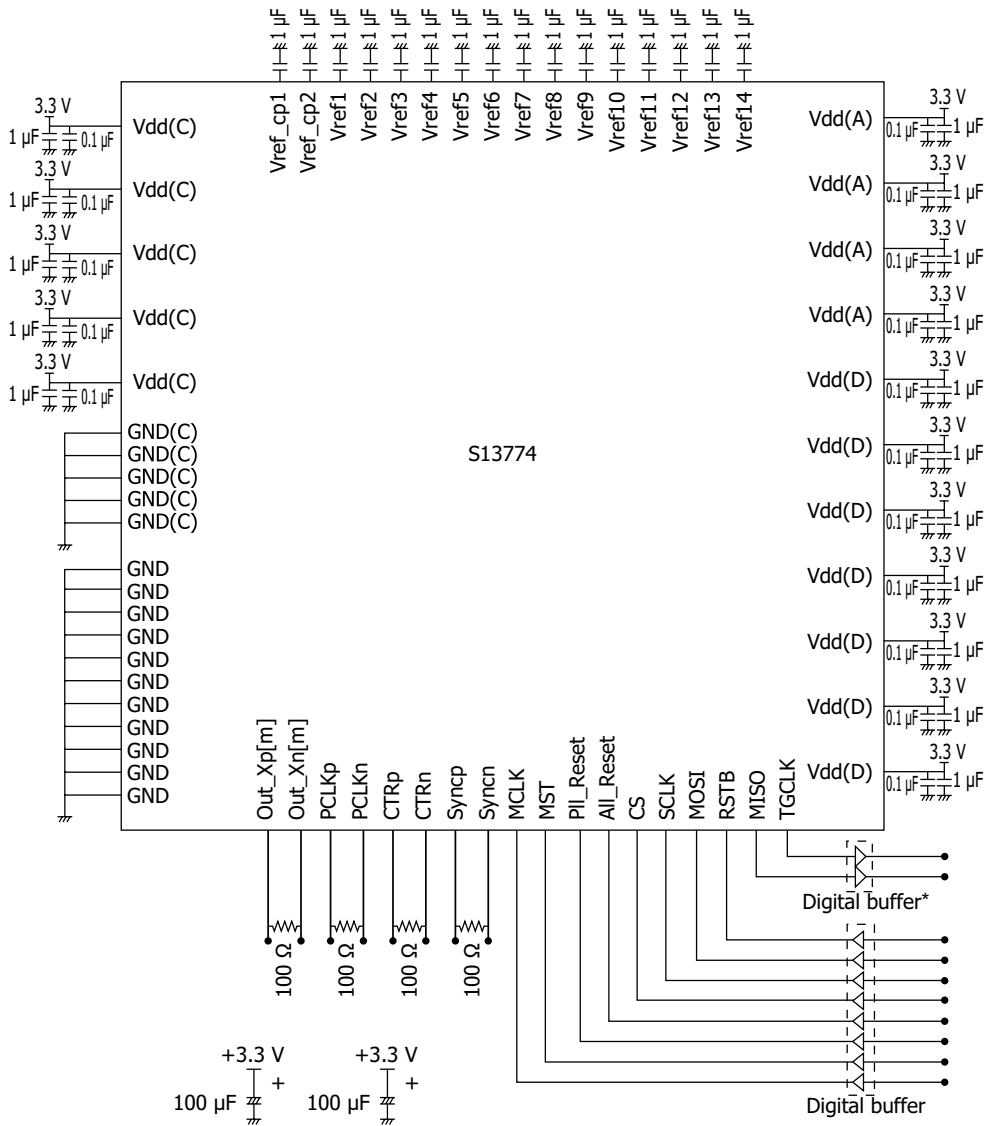 1 µF 1 µF 1 µF 1 µF 1 µF 1 µF 1 µF 1 µF 1 µF 1 µF 1 µF 1 µF 1 µF 1 µF 1 µF 1 µF
Vref_cp1 Vref_cp2 Vref1 Vref2 Vref3 Vref4 Vref5 Vref6 Vref7 Vref8 Vref9 Vref10 Vref11 Vref12 Vref13 Vref14
3.3 V
1 µF 0.1 µF Vdd(C)
3.3 V
1 µF 0.1 µF Vdd(C)
3.3 V
1 µF 0.1 µF Vdd(C)
3.3 V
1 µF 0.1 µF Vdd(C)
3.3 V
1 µF 0.1 µF Vdd(C)
GND(C)
GND(C)
GND(C)
GND(C)
GND(C)
GND
GND
GND
GND
GND
GND
GND
GND
GND
GND
GND
S13774
3.3 V
Vdd(A) 0.1 µF 1 µF
3.3 V
Vdd(A) 0.1 µF 1 µF
3.3 V
Vdd(A) 0.1 µF 1 µF
3.3 V
Vdd(A) 0.1 µF 1 µF
3.3 V
Vdd(D) 0.1 µF 1 µF
3.3 V
Vdd(D) 0.1 µF 1 µF
3.3 V
Vdd(D) 0.1 µF 1 µF
3.3 V
Vdd(D) 0.1 µF 1 µF
3.3 V
Vdd(D) 0.1 µF 1 µF
3.3 V
Vdd(D) 0.1 µF 1 µF
3.3 V
Vdd(D) 0.1 µF 1 µF
Out_Xp[m] Out_Xn[m] PCLKp PCLKn CTRp CTRn Syncp Syncn MCLK MST Pll_Reset All_Reset CS SCLK MOSI RSTB MISO TGCLK
100 Ω 100 Ω 100 Ω 100 Ω
Digital buffer*
Digital buffer
+3.3 V +3.3 V
+ +
100 µF 100 µF